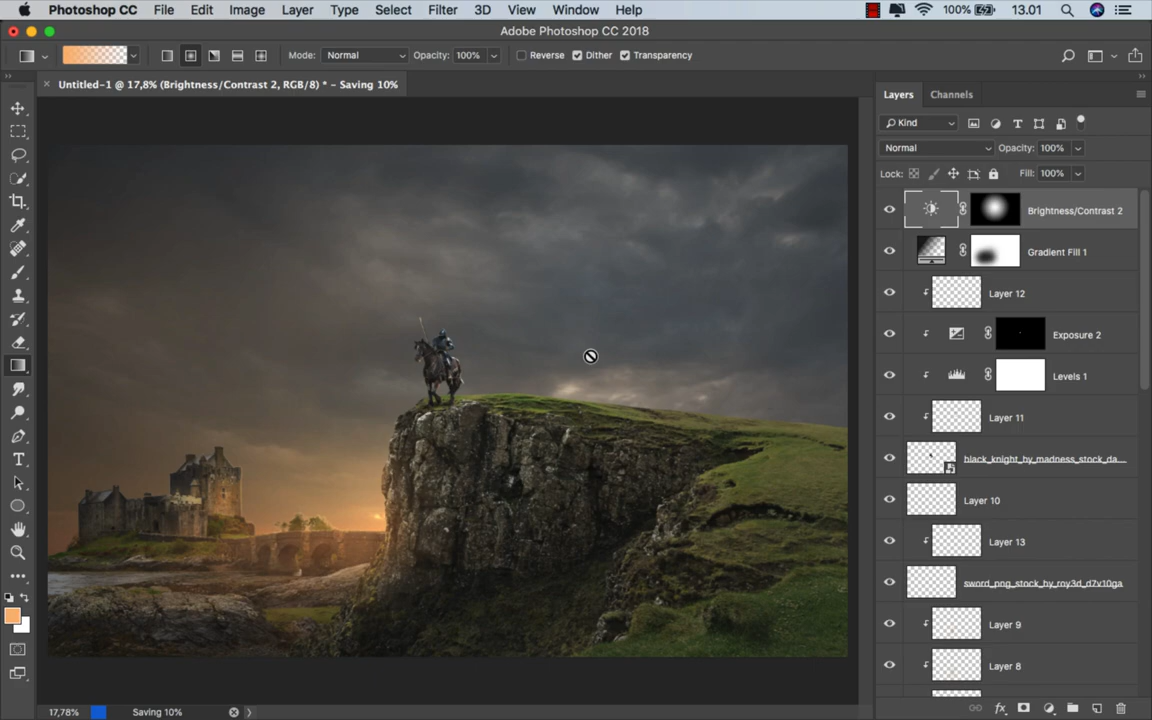 Photoshop CC File Edit Image Layer Type Select Filter 3D View Window Help 100% 13.01
Adobe Photoshop CC 2018
Mode: Normal Opacity: 100% Reverse Dither Transparency
Untitled-1 @ 17,8% (Brightness/Contrast 2, RGB/8) * - Saving 10%
Layers Channels
Kind
Normal Opacity: 100%
Lock: Fill: 100%
Brightness/Contrast 2
Gradient Fill 1
Layer 12
Exposure 2
Levels 1
Layer 11
black_knight_by_madness_stock_da...
Layer 10
Layer 13
sword_png_stock_by_roy3d_d7x10ga
Layer 9
Layer 8
17,78% Saving 10%